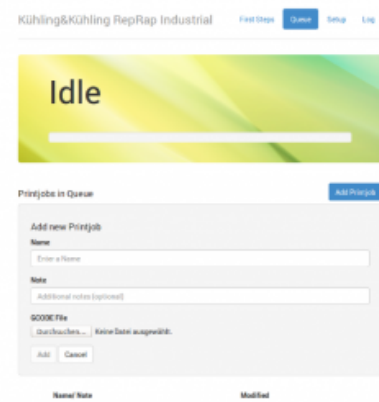 Kühling&Kühling RepRap Industrial
First Steps Queue Setup Log
Idle
Printjobs in Queue
Add Printjob
Add new Printjob
Name
Enter a Name
Note
Additional notes (optional)
GCODE File
Durchsuchen... Keine Datei ausgewählt.
Add Cancel
Name/ Note Modified